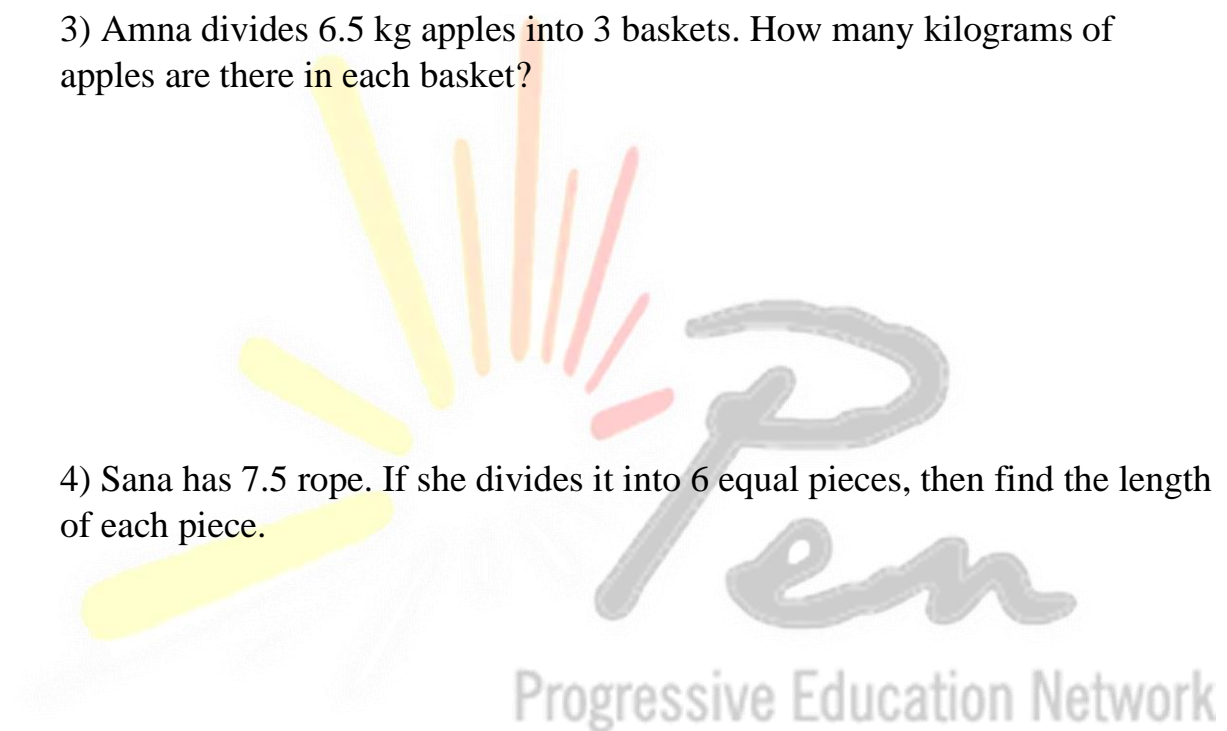 3) Amna divides 6.5 kg apples into 3 baskets. How many kilograms of
apples are there in each basket?
4) Sana has 7.5 rope. If she divides it into 6 equal pieces, then find the length
of each piece.
Pen
Progressive Education Network